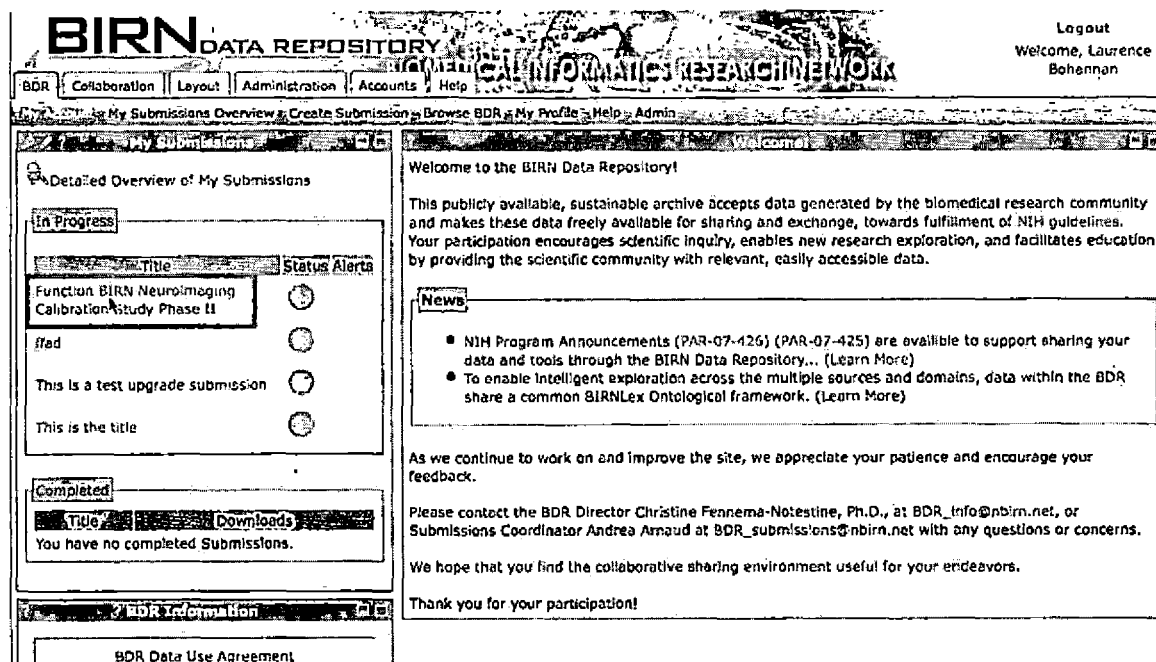 BIRN DATA REPOSITORY
BIOMEDICAL INFORMATICS RESEARCH NETWORK
Logout
Welcome, Laurence
Bohannan
BDR Collaboration Layout Administration Accounts Help
My Submissions Overview Create Submission Browse BDR My Profile Help Admin
My Submissions
Detailed Overview of My Submissions
In Progress
Title Status Alerts
Function BIRN Neuroimaging
Calibration Study Phase II
ffad
This is a test upgrade submission
This is the title
Completed
Title Downloads
You have no completed Submissions.
? BDR Information
BDR Data Use Agreement
Welcome!
Welcome to the BIRN Data Repository!
This publicly available, sustainable archive accepts data generated by the biomedical research community
and makes these data freely available for sharing and exchange, towards fulfillment of NIH guidelines.
Your participation encourages scientific inquiry, enables new research exploration, and facilitates education
by providing the scientific community with relevant, easily accessible data.
News
• NIH Program Announcements (PAR-07-426) (PAR-07-425) are availible to support sharing your
data and tools through the BIRN Data Repository... (Learn More)
• To enable intelligent exploration across the multiple sources and domains, data within the BDR
share a common BIRNLex Ontological framework. (Learn More)
As we continue to work on and improve the site, we appreciate your patience and encourage your
feedback.
Please contact the BDR Director Christine Fennema-Notestine, Ph.D., at BDR_info@nbirn.net, or
Submissions Coordinator Andrea Arnaud at BDR_submissions@nbirn.net with any questions or concerns.
We hope that you find the collaborative sharing environment useful for your endeavors.
Thank you for your participation!